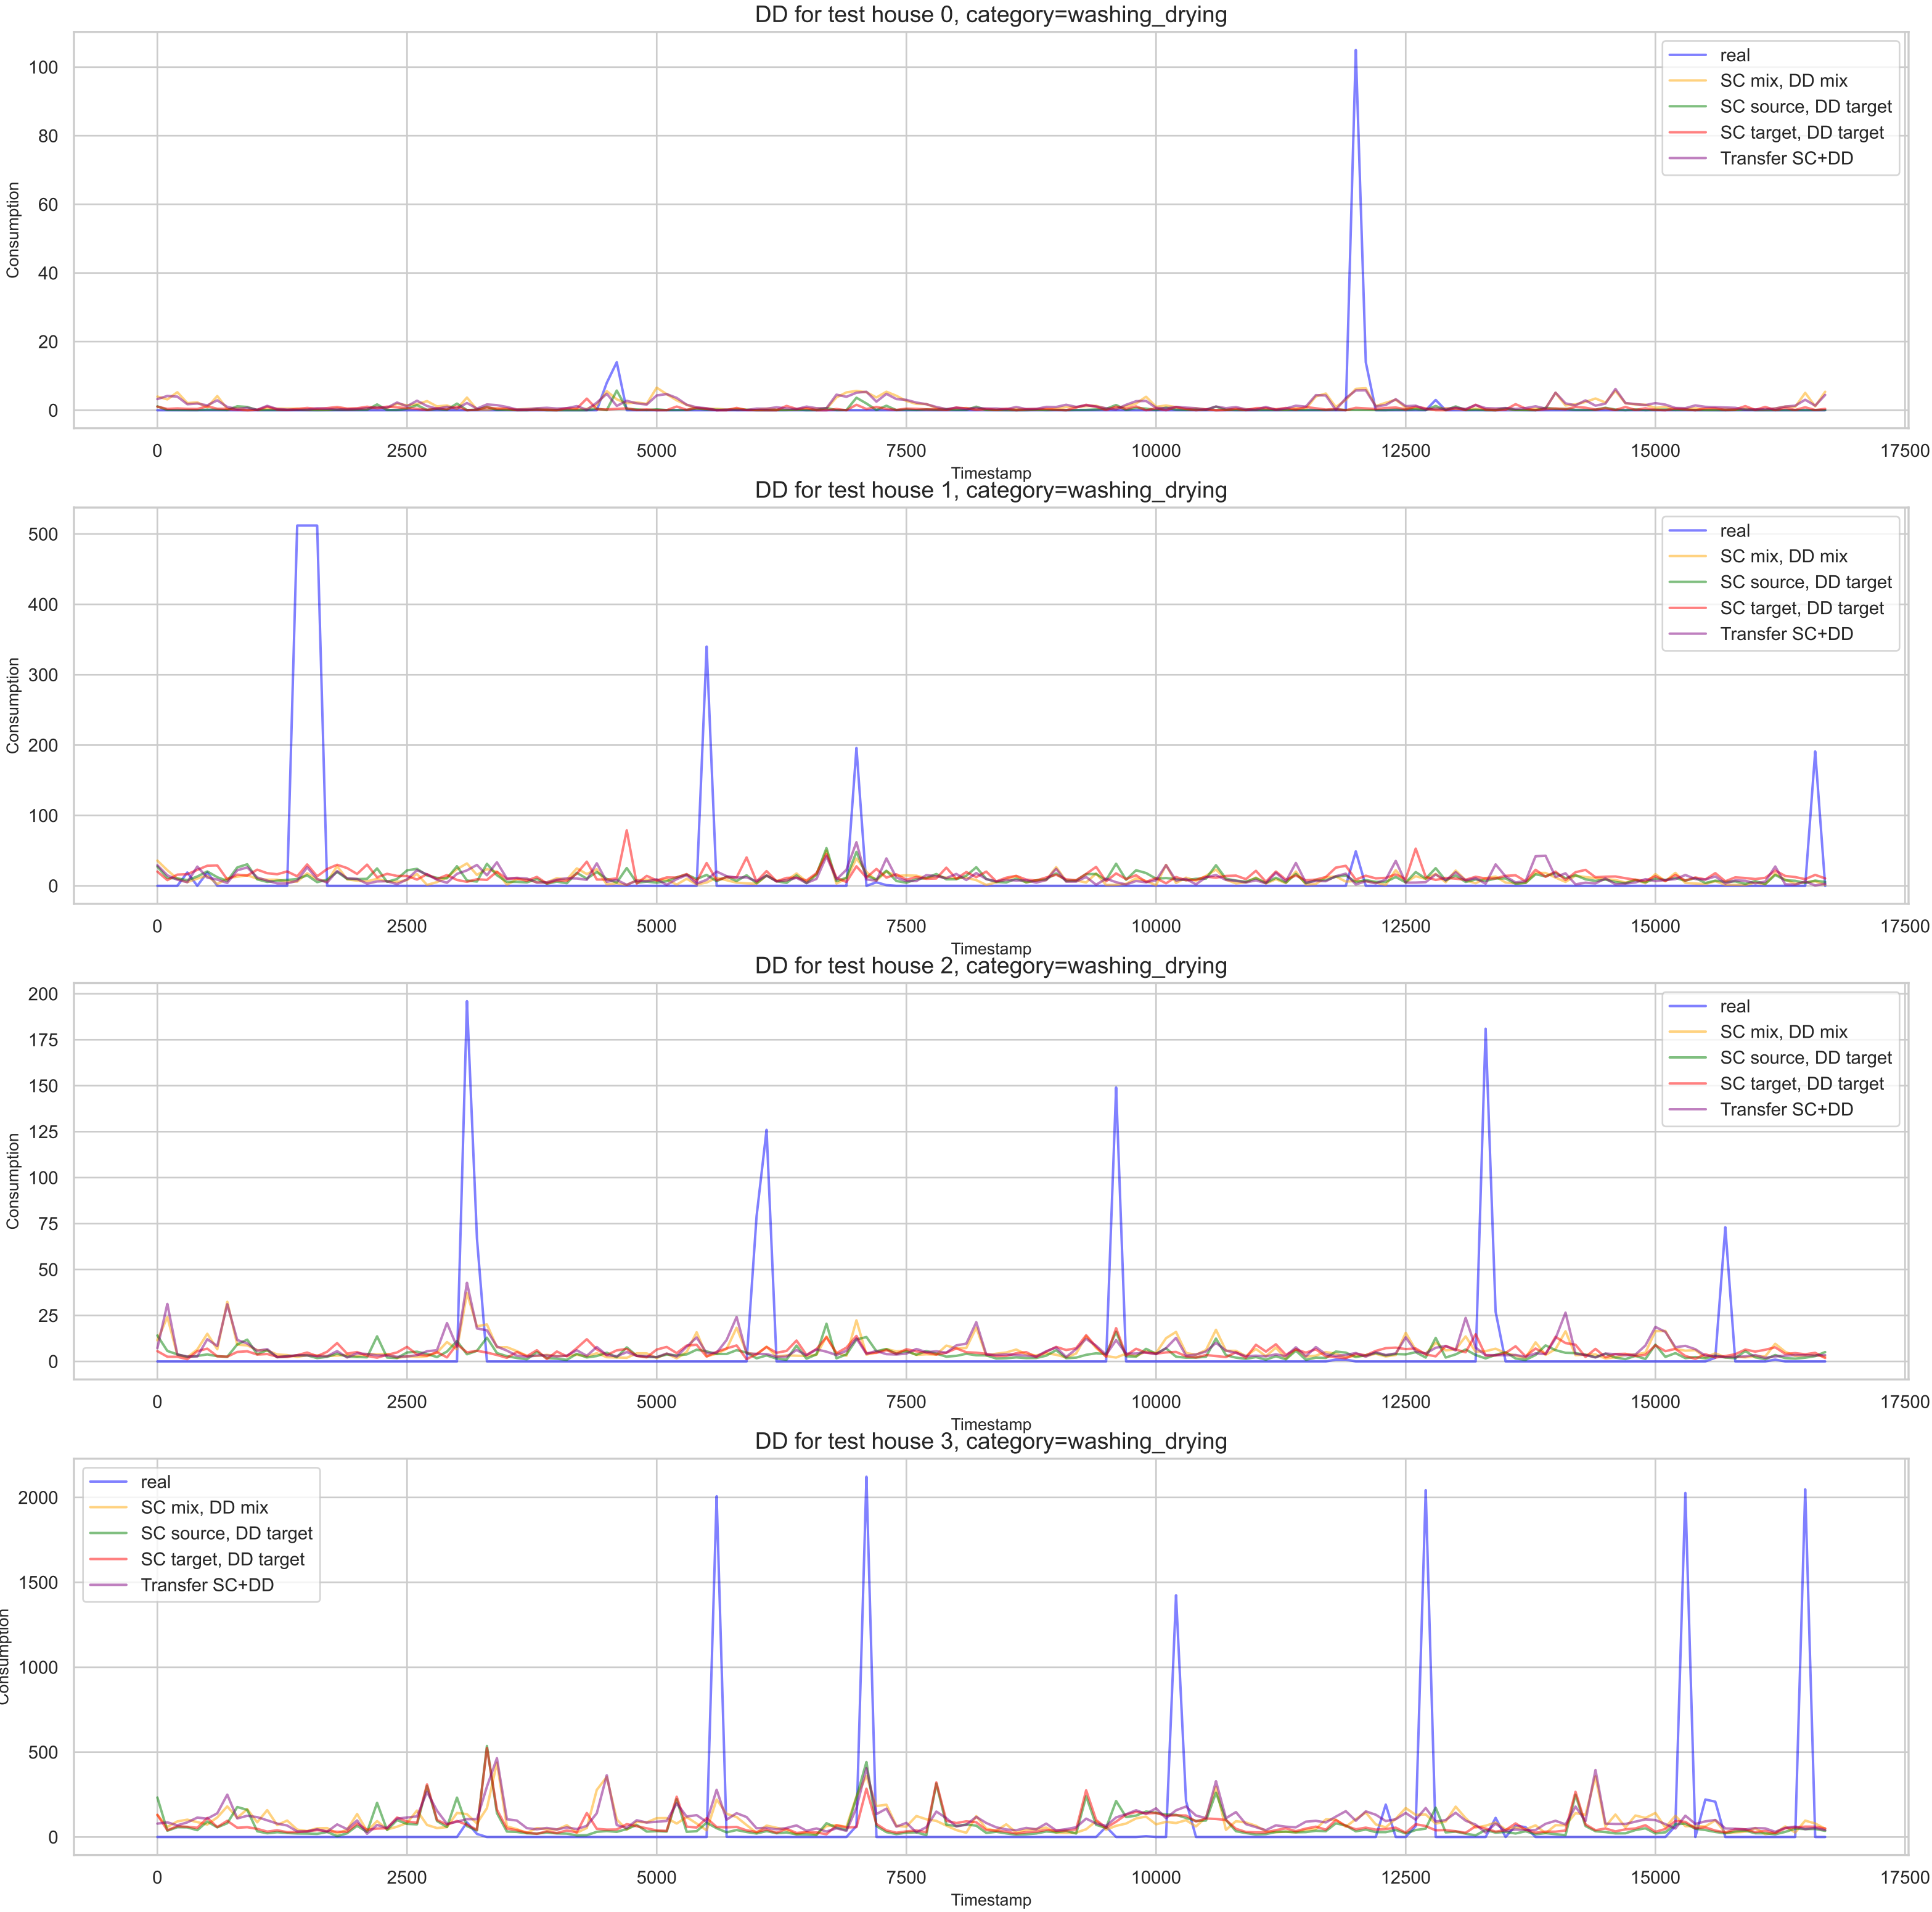 DD for test house 0, category=washing_drying
Consumption
100
80
60
40
20
0
real
SC mix, DD mix
SC source, DD target
SC target, DD target
Transfer SC+DD
0 2500 5000 7500 10000 12500 15000 17500
Timestamp
DD for test house 1, category=washing_drying
Consumption
500
400
300
200
100
0
real
SC mix, DD mix
SC source, DD target
SC target, DD target
Transfer SC+DD
0 2500 5000 7500 10000 12500 15000 17500
Timestamp
DD for test house 2, category=washing_drying
Consumption
200
175
150
125
100
75
50
25
0
real
SC mix, DD mix
SC source, DD target
SC target, DD target
Transfer SC+DD
0 2500 5000 7500 10000 12500 15000 17500
Timestamp
DD for test house 3, category=washing_drying
Consumption
2000
1500
1000
500
0
real
SC mix, DD mix
SC source, DD target
SC target, DD target
Transfer SC+DD
0 2500 5000 7500 10000 12500 15000 17500
Timestamp